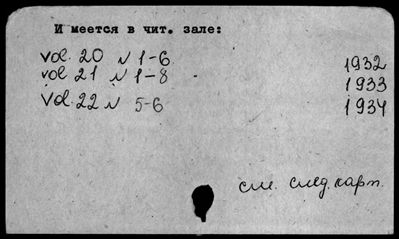 И меется в чит. зале:
vol. 20 N 1-6 1932
vol 21 N 1-8 1933
vol. 22 N 5-6 1934
см. след. карт.